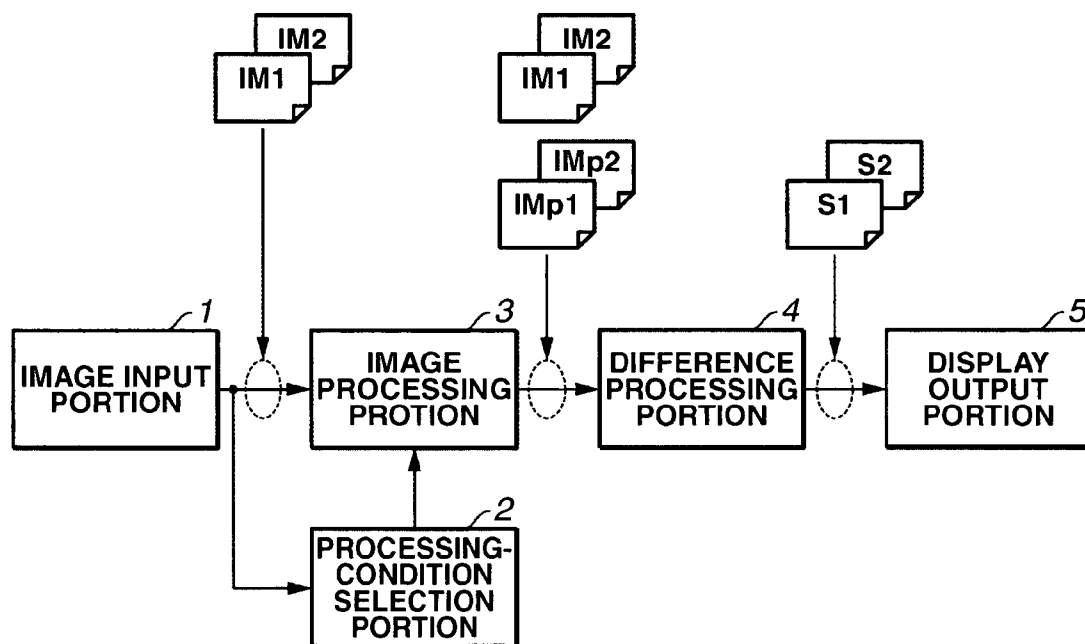 IM2
IM1
IM2
IM1
IMp2
IMp1
S2
S1
1
IMAGE INPUT
PORTION
3
IMAGE
PROCESSING
PROTION
4
DIFFERENCE
PROCESSING
PORTION
5
DISPLAY
OUTPUT
PORTION
2
PROCESSING-
CONDITION
SELECTION
PORTION